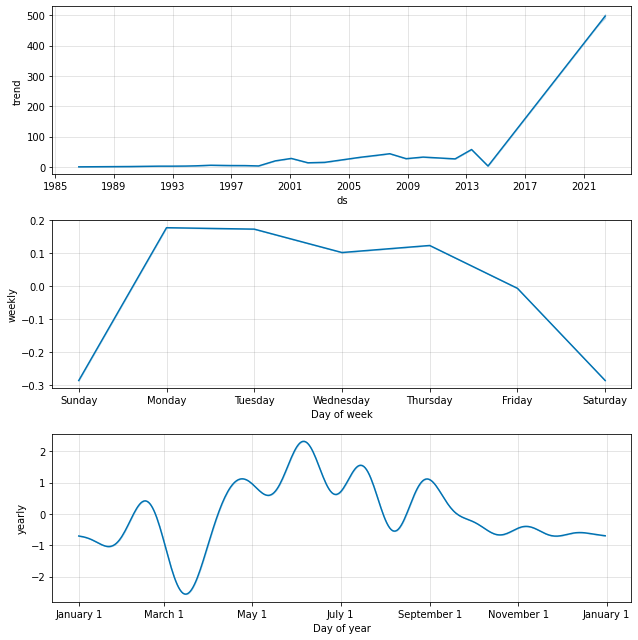 500
400
300
200
100
0
trend
1985 1989 1993 1997 2001 2005 2009 2013 2017 2021
ds
0.2
0.1
0.0
−0.1
−0.2
−0.3
weekly
Sunday Monday Tuesday Wednesday Thursday Friday Saturday
Day of week
2
1
0
−1
−2
yearly
January 1 March 1 May 1 July 1 September 1 November 1 January 1
Day of year